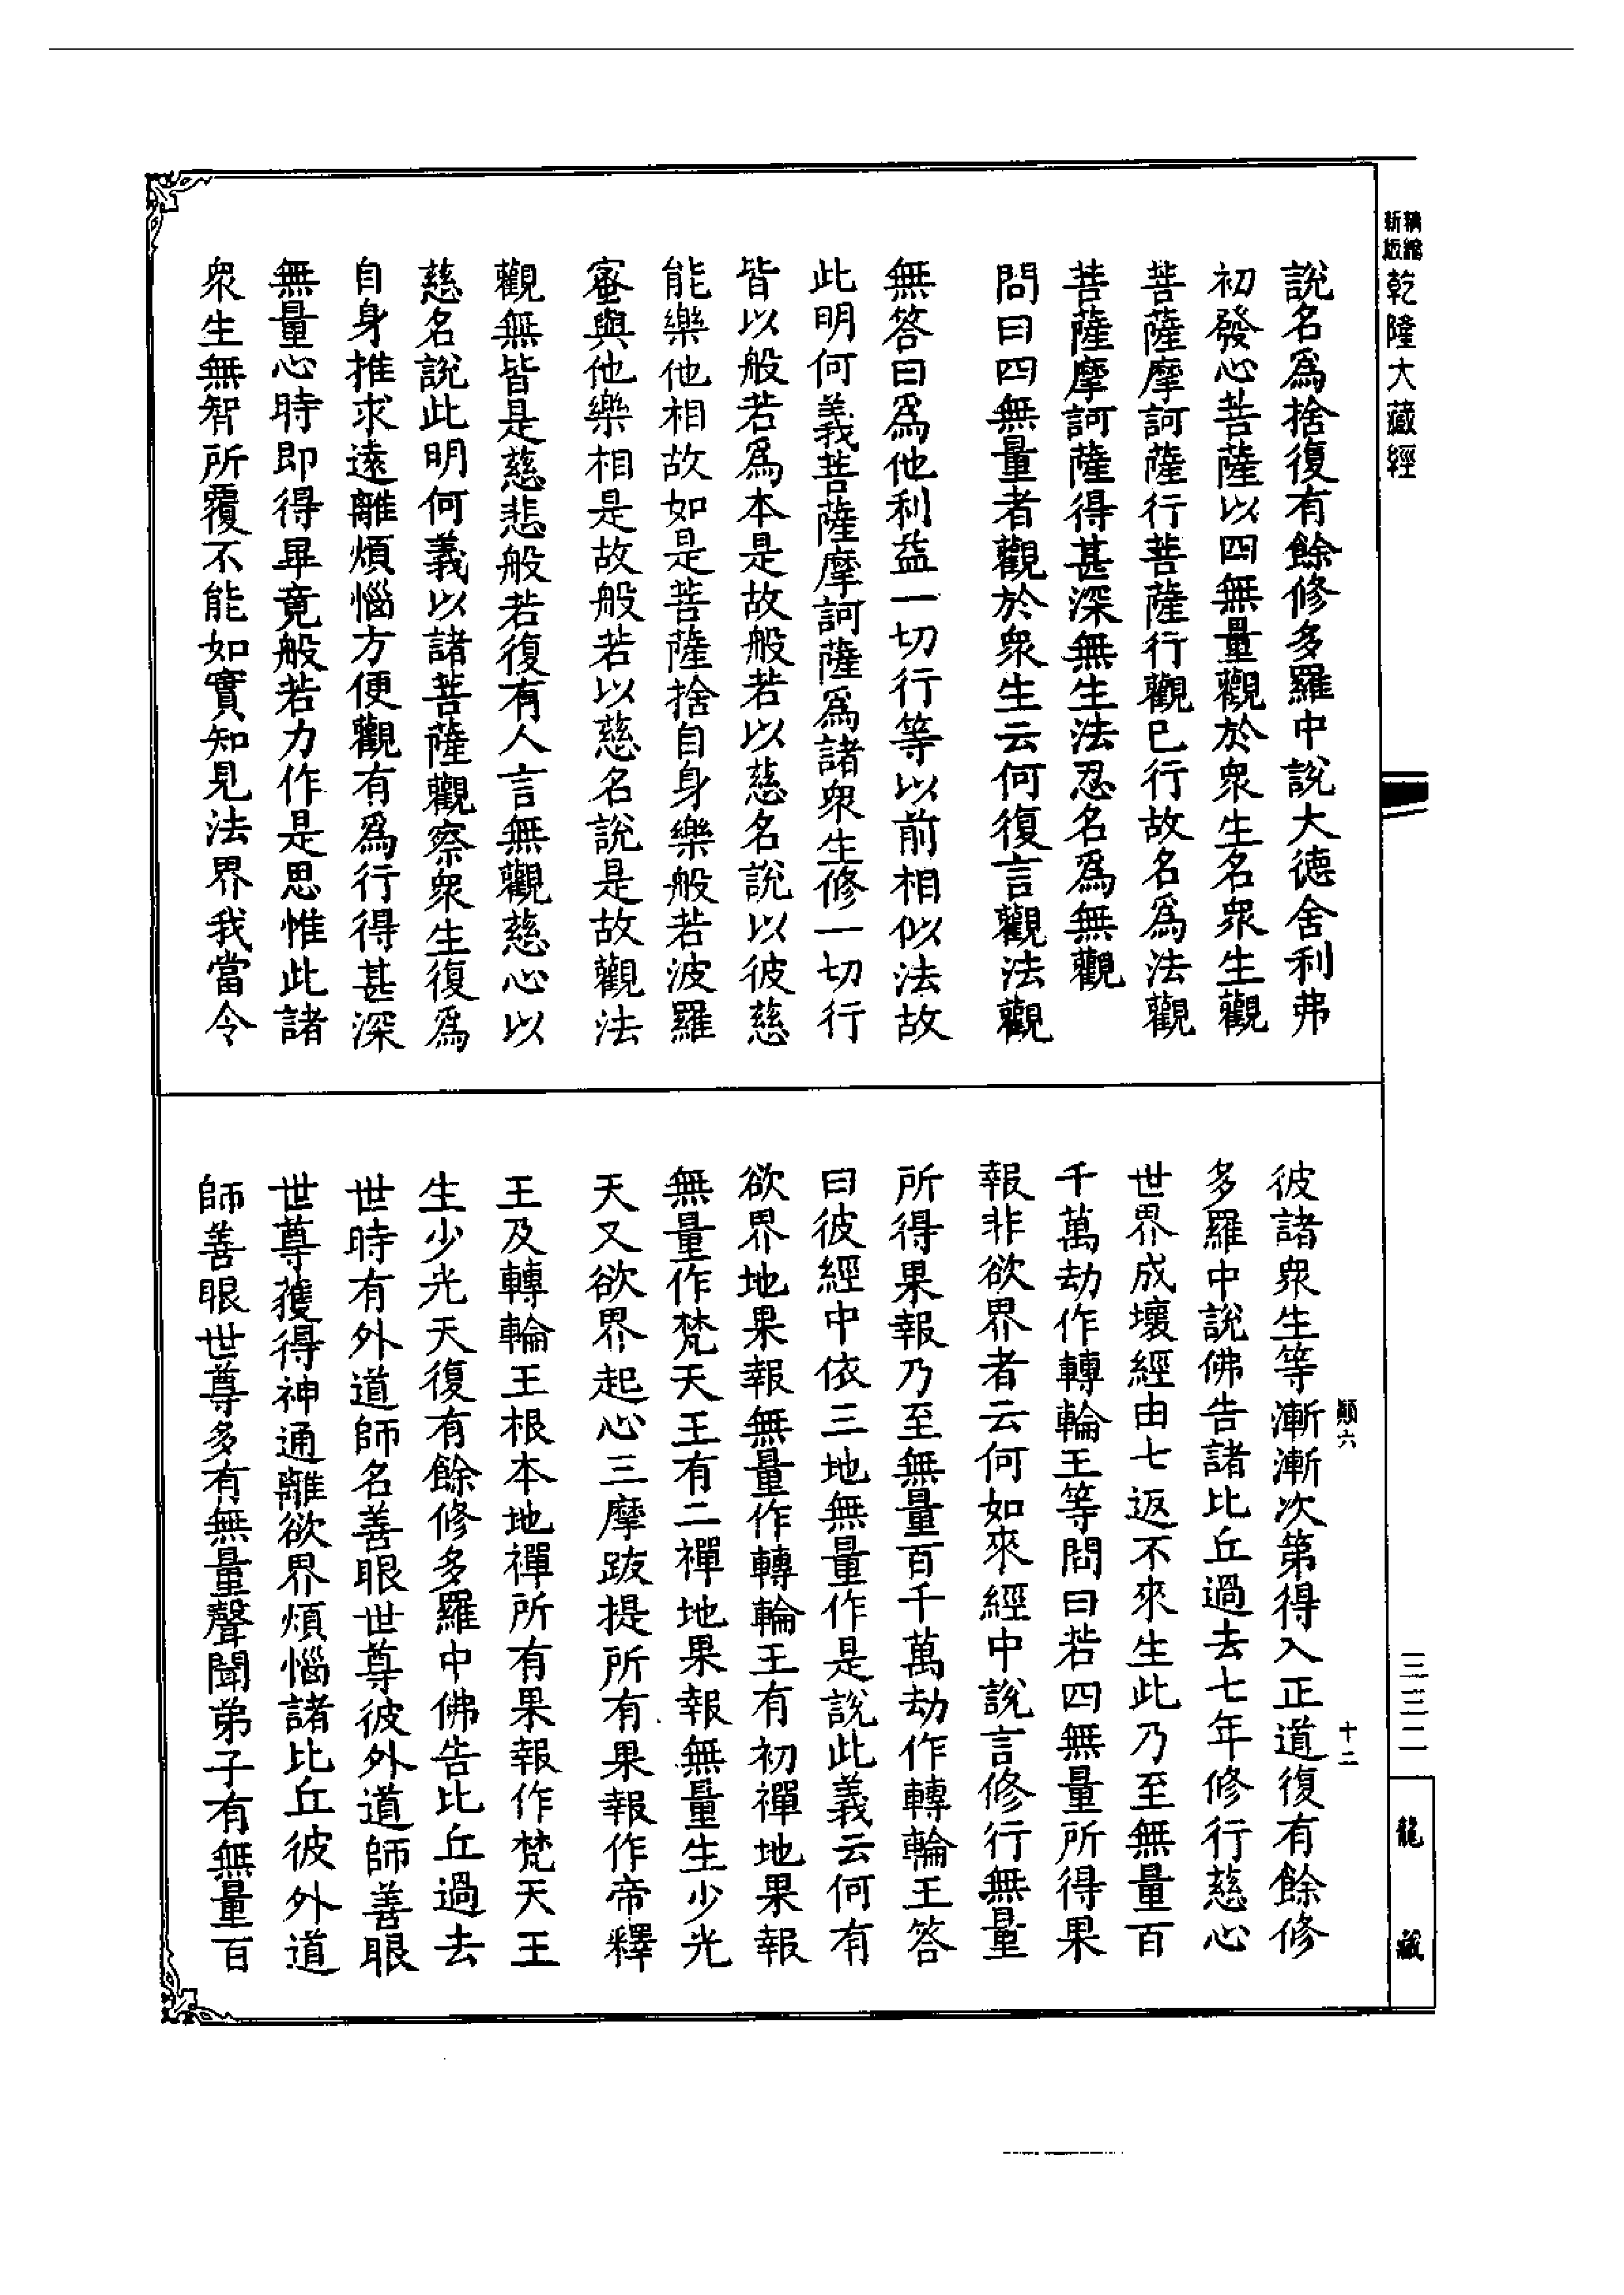 新版精縮乾隆大藏經
說名爲捨復有餘修多羅中說大德舍利弗
初發心菩薩以四無量觀於衆生名衆生觀
菩薩摩訶薩行菩薩行觀已行故名爲法觀
菩薩摩訶薩得甚深無生法忍名爲無觀
問曰四無量者觀於衆生云何復言觀法觀
無答曰爲他利益一切行等以前相似法故
此明何義菩薩摩訶薩爲諸衆生修一切行
皆以般若爲本是故般若以慈名說以彼慈
能樂他相故如是菩薩捨自身樂般若波羅
蜜與他樂相是故般若以慈名說是故觀法
觀無皆是慈悲般若復有人言無觀慈心以
慈名說此明何義以諸菩薩觀察衆生復爲
自身推求遠離煩惱方便觀有爲行得甚深
無量心時即得畢竟般若力作是思惟此諸
衆生無智所覆不能如實知見法界我當令
顛六
十二
彼諸衆生等漸漸次第得入正道復有餘修
多羅中說佛告諸比丘過去七年修行慈心
世界成壞經由七返不來生此乃至無量百
千萬劫作轉輪王等問曰若四無量所得果
報非欲界者云何如來經中說言修行無量
所得果報乃至無量百千萬劫作轉輪王答
曰彼經中依三地無量作是說此義云何有
欲界地果報無量作轉輪王有初禪地果報
無量作梵天王有二禪地果報無量生少光
天又欲界起心三摩跋提所有果報作帝釋
王及轉輪王根本地禪所有果報作梵天王
生少光天復有餘修多羅中佛告比丘過去
世時有外道師名善眼世尊彼外道師善眼
世尊獲得神通離欲界煩惱諸比丘彼外道
師善眼世尊多有無量聲聞弟子有無量百
三三二
龍藏